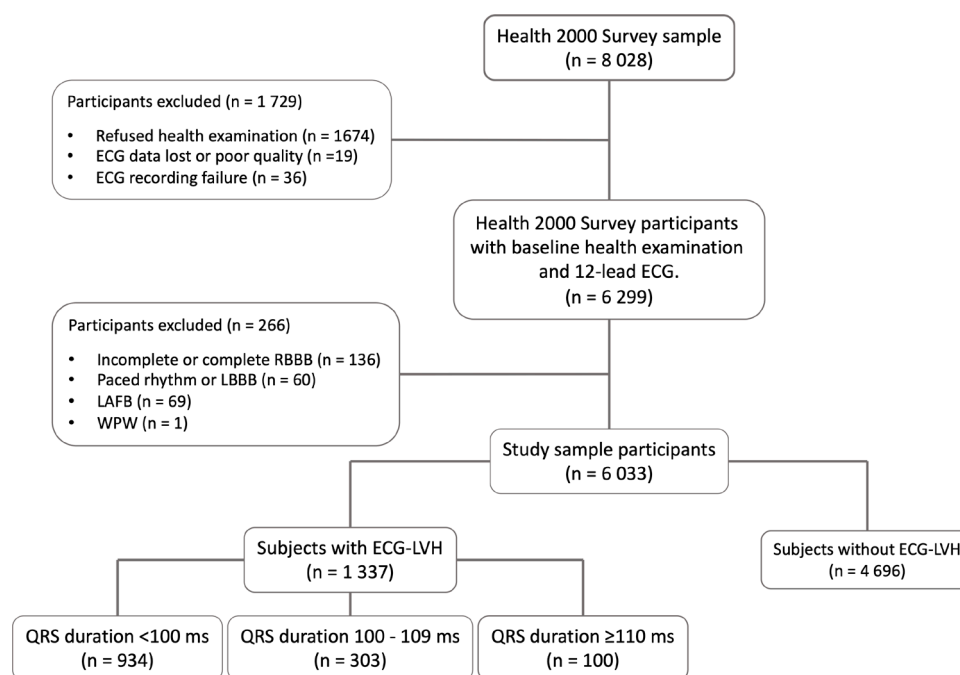 Health 2000 Survey sample
(n = 8 028)
Participants excluded (n = 1 729)
• Refused health examination (n = 1674)
• ECG data lost or poor quality (n =19)
• ECG recording failure (n = 36)
Health 2000 Survey participants
with baseline health examination
and 12-lead ECG.
(n = 6 299)
Participants excluded (n = 266)
• Incomplete or complete RBBB (n = 136)
• Paced rhythm or LBBB (n = 60)
• LAFB (n = 69)
• WPW (n = 1)
Study sample participants
(n = 6 033)
Subjects with ECG-LVH
(n = 1 337)
Subjects without ECG-LVH
(n = 4 696)
QRS duration <100 ms
(n = 934)
QRS duration 100 - 109 ms
(n = 303)
QRS duration ≥110 ms
(n = 100)